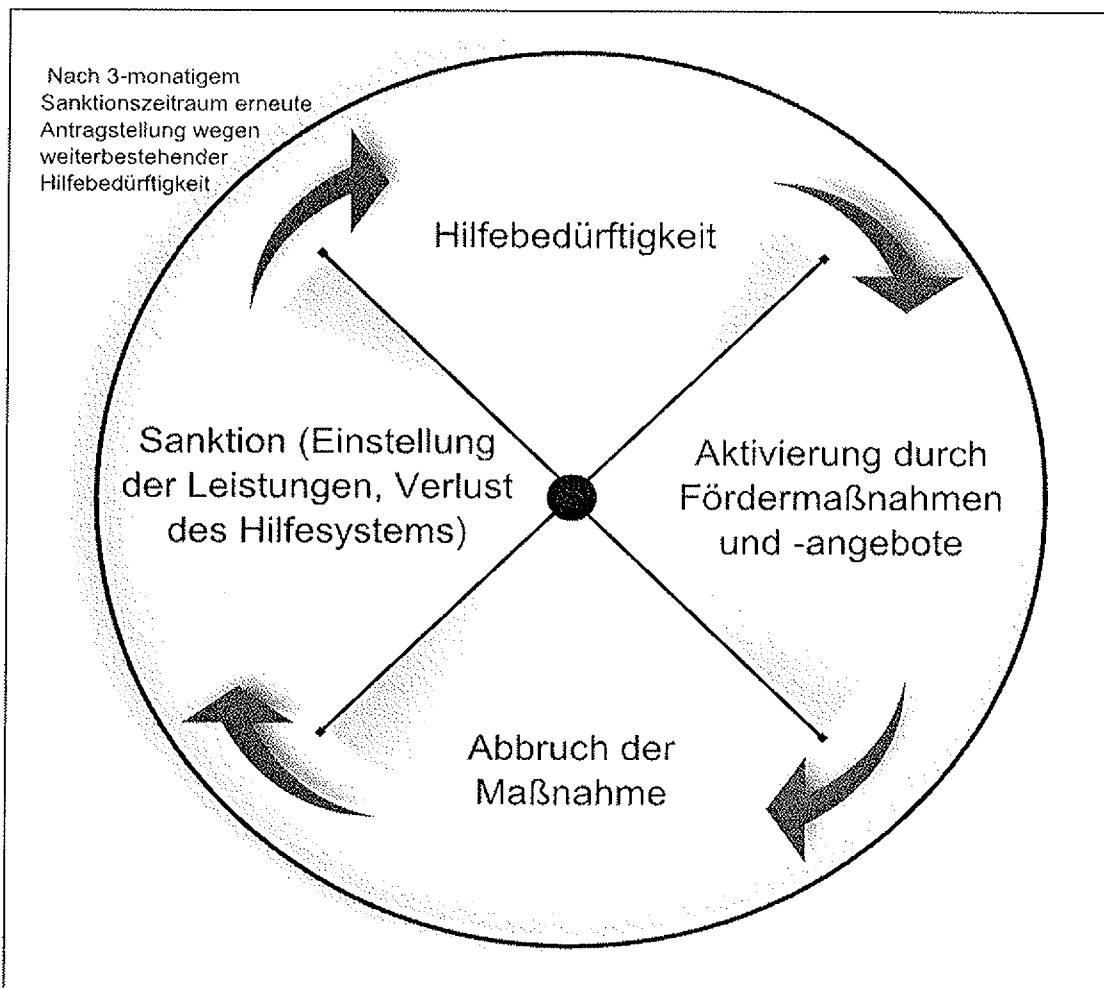 Nach 3-monatigem
Sanktionszeitraum erneute
Antragstellung wegen
weiterbestehender
Hilfebedürftigkeit
Hilfebedürftigkeit
Sanktion (Einstellung
der Leistungen, Verlust
des Hilfesystems)
Aktivierung durch
Fördermaßnahmen
und -angebote
Abbruch der
Maßnahme